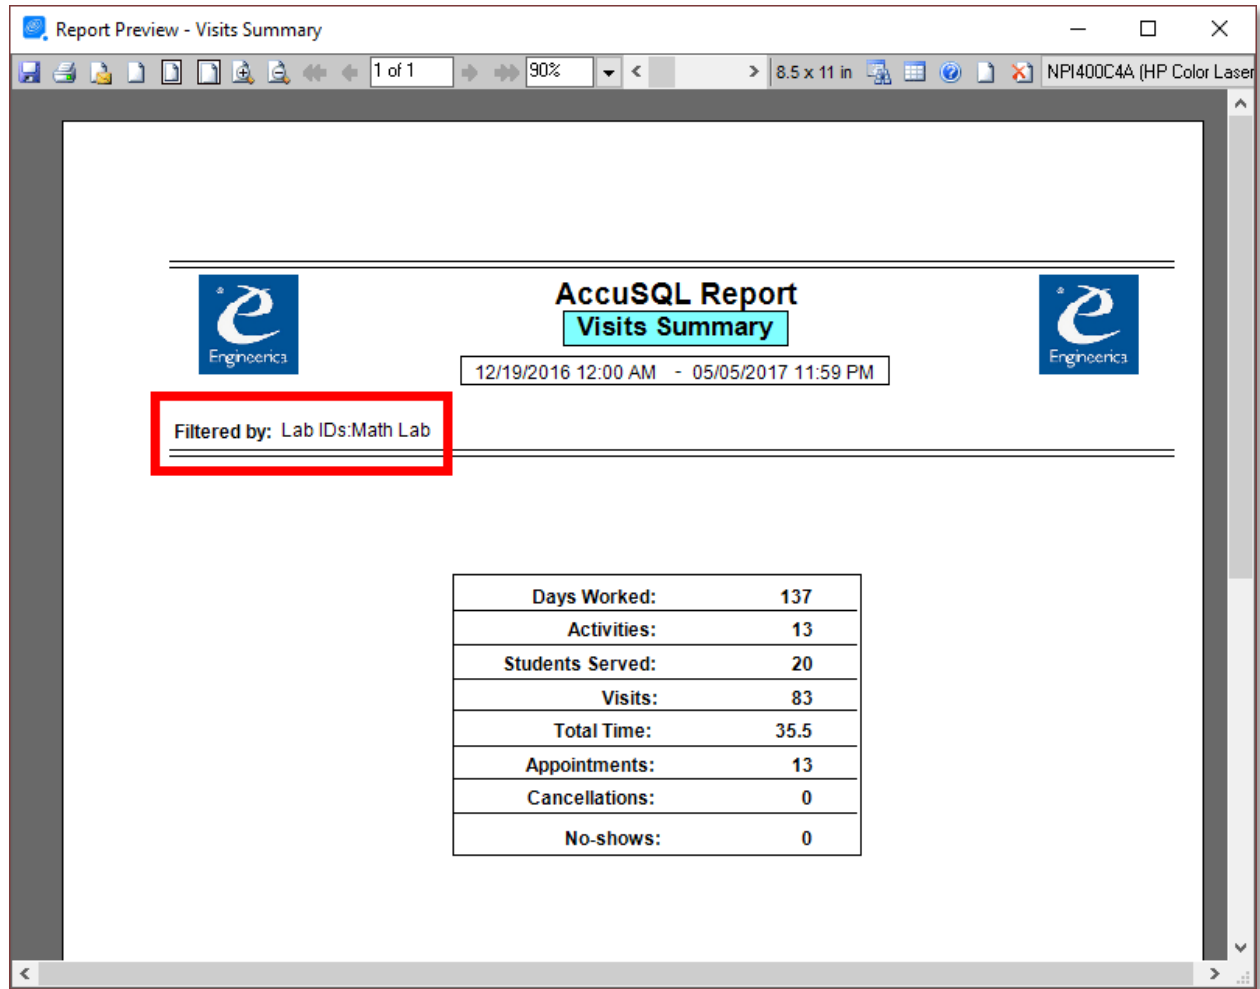 Report Preview - Visits Summary
1 of 1 90% 8.5 x 11 in NPI400C4A (HP Color Laser
AccuSQL Report
Visits Summary
Engineerica Engineerica
12/19/2016 12:00 AM - 05/05/2017 11:59 PM
Filtered by: Lab IDs:Math Lab
Days Worked: 137
Activities: 13
Students Served: 20
Visits: 83
Total Time: 35.5
Appointments: 13
Cancellations: 0
No-shows: 0